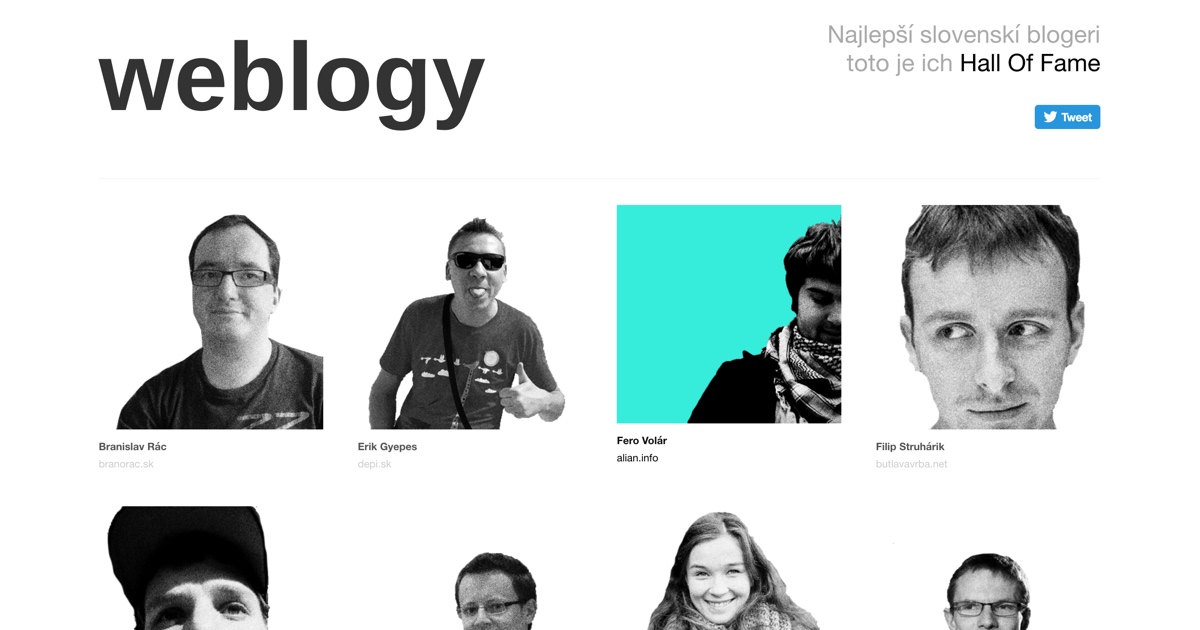 weblogy
Najlepší slovenskí blogeri
toto je ich Hall Of Fame
Tweet
Branislav Rác
branorac.sk
Erik Gyepes
depi.sk
Fero Volár
alian.info
Filip Struhárik
butlavavrba.net